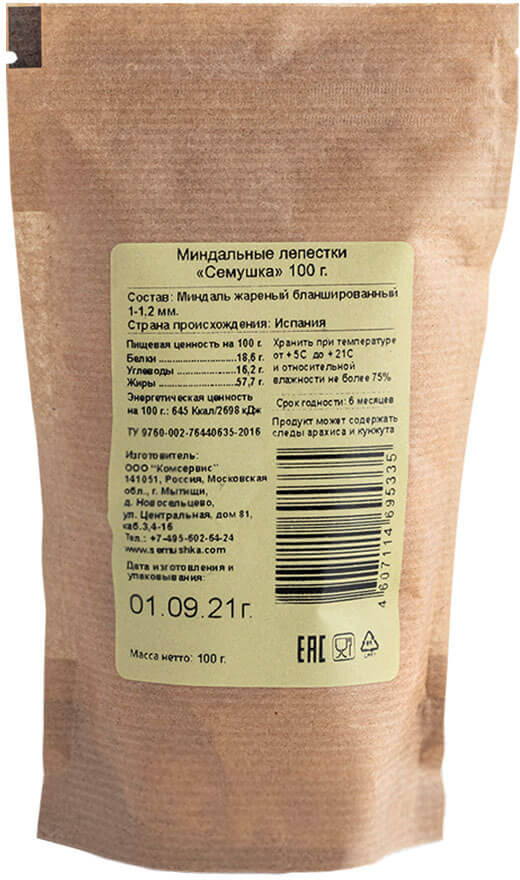 Миндальные лепестки
«Семушка» 100 г.
Состав: Миндаль жареный бланшированный
1-1,2 мм.
Страна происхождения: Испания
Пищевая ценность на 100 г.
Белки ........................ 18,6 г.
Углеводы .................. 16,2 г.
Жиры ........................ 57,7 г.
Энергетическая ценность
на 100 г.: 645 Ккал/2698 кДж
ТУ 9760-002-76440635-2016
Хранить при температуре
от +5С до +21С
и относительной
влажности не более 75%
Срок годности: 6 месяцев
Продукт может содержать
следы арахиса и кунжута
Изготовитель:
ООО "Комсервис"
141051, Россия, Московская
обл., г. Мытищи,
д. Новосельцево,
ул. Центральная, дом 81,
каб.3,4-16
Тел.: +7-495-602-64-24
www.semushka.com
Дата изготовления и
упаковывания:
01.09.21г.
Масса нетто: 100 г.
4 607114 695335
EAC